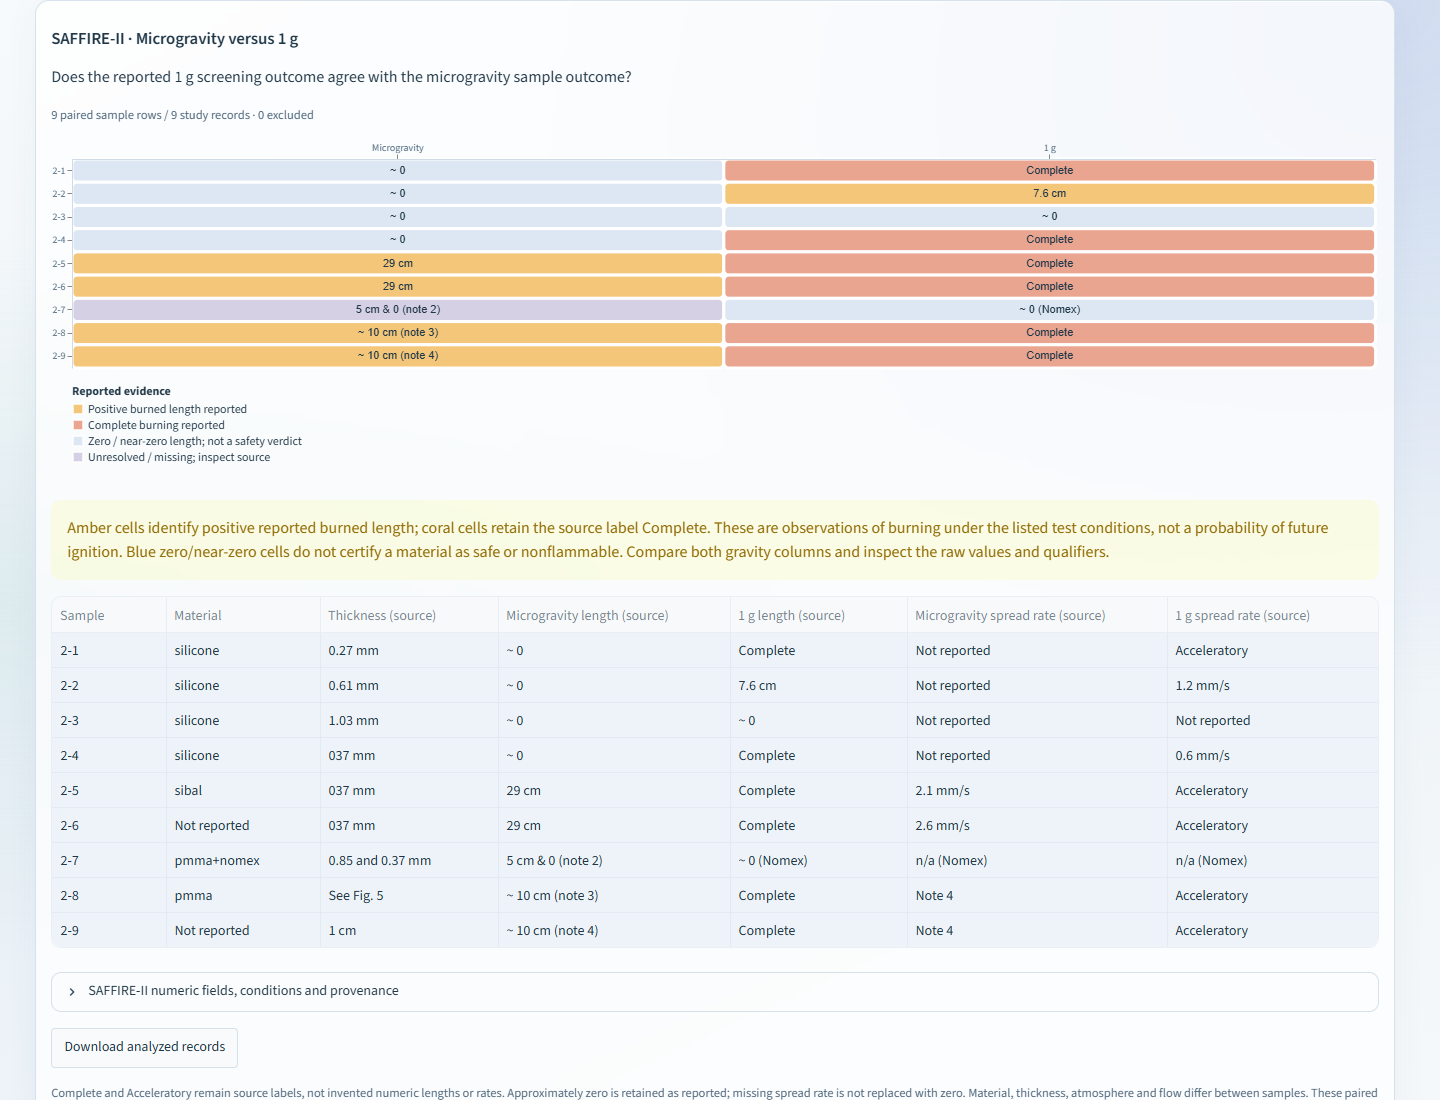 SAFFIRE-II · Microgravity versus 1 g
Does the reported 1 g screening outcome agree with the microgravity sample outcome?
9 paired sample rows / 9 study records · 0 excluded
Microgravity 1 g
2-1 ~ 0 Complete
2-2 ~ 0 7.6 cm
2-3 ~ 0 ~ 0
2-4 ~ 0 Complete
2-5 29 cm Complete
2-6 29 cm Complete
2-7 5 cm & 0 (note 2) ~ 0 (Nomex)
2-8 ~ 10 cm (note 3) Complete
2-9 ~ 10 cm (note 4) Complete
Reported evidence
Positive burned length reported
Complete burning reported
Zero / near-zero length; not a safety verdict
Unresolved / missing; inspect source
Amber cells identify positive reported burned length; coral cells retain the source label Complete. These are observations of burning under the listed test conditions, not a probability of future
ignition. Blue zero/near-zero cells do not certify a material as safe or nonflammable. Compare both gravity columns and inspect the raw values and qualifiers.
Sample Material Thickness (source) Microgravity length (source) 1 g length (source) Microgravity spread rate (source) 1 g spread rate (source)
2-1 silicone 0.27 mm ~ 0 Complete Not reported Acceleratory
2-2 silicone 0.61 mm ~ 0 7.6 cm Not reported 1.2 mm/s
2-3 silicone 1.03 mm ~ 0 ~ 0 Not reported Not reported
2-4 silicone 037 mm ~ 0 Complete Not reported 0.6 mm/s
2-5 sibal 037 mm 29 cm Complete 2.1 mm/s Acceleratory
2-6 Not reported 037 mm 29 cm Complete 2.6 mm/s Acceleratory
2-7 pmma+nomex 0.85 and 0.37 mm 5 cm & 0 (note 2) ~ 0 (Nomex) n/a (Nomex) n/a (Nomex)
2-8 pmma See Fig. 5 ~ 10 cm (note 3) Complete Note 4 Acceleratory
2-9 Not reported 1 cm ~ 10 cm (note 4) Complete Note 4 Acceleratory
SAFFIRE-II numeric fields, conditions and provenance
Download analyzed records
Complete and Acceleratory remain source labels, not invented numeric lengths or rates. Approximately zero is retained as reported; missing spread rate is not replaced with zero. Material, thickness, atmosphere and flow differ between samples. These paired